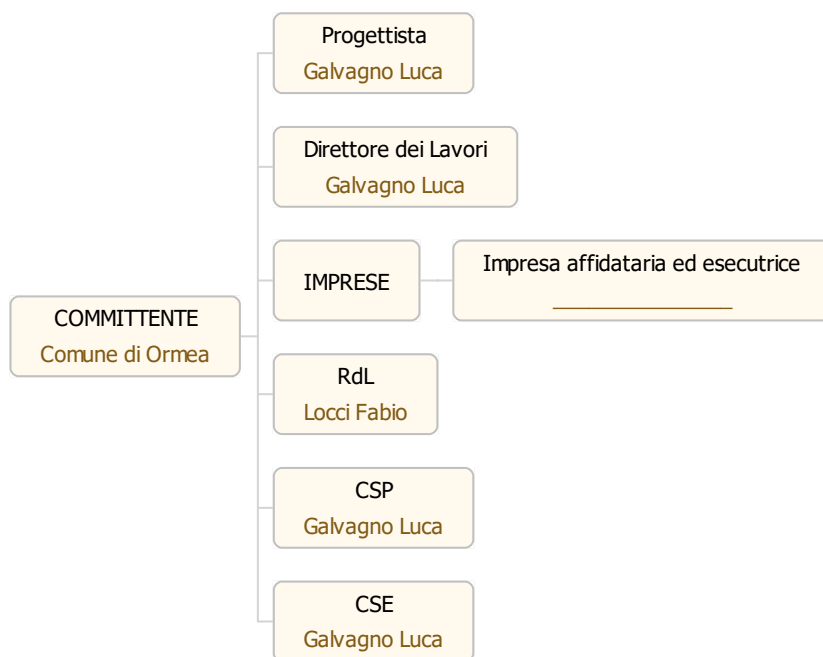 Progettista
Galvagno Luca
Direttore dei Lavori
Galvagno Luca
IMPRESE
Impresa affidataria ed esecutrice
________________
COMMITTENTE
Comune di Ormea
RdL
Locci Fabio
CSP
Galvagno Luca
CSE
Galvagno Luca